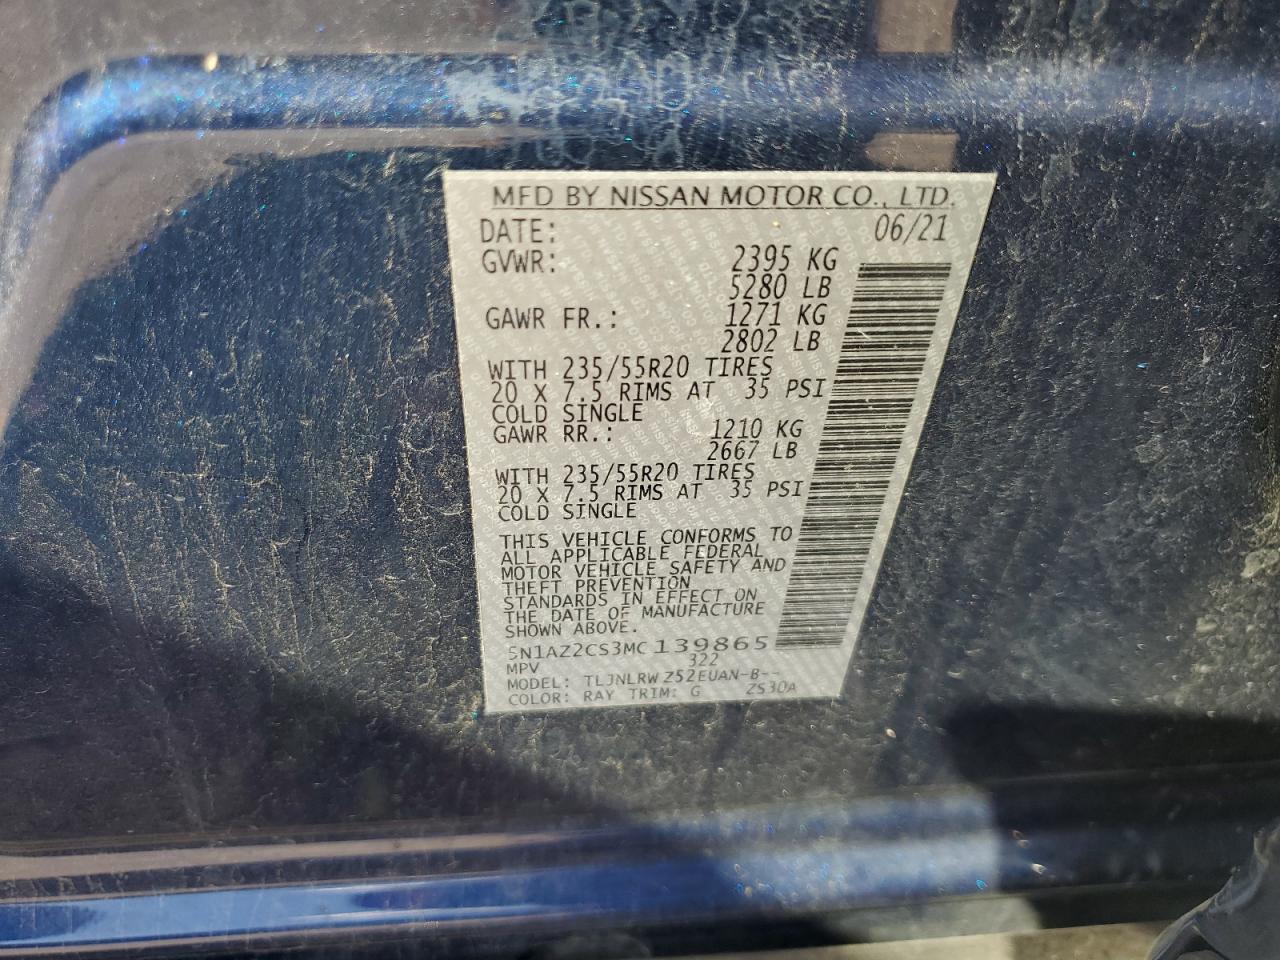 MFD BY NISSAN MOTOR CO., LTD.
DATE: 06/21
GVWR: 2395 KG
5280 LB
GAWR FR.: 1271 KG
2802 LB
WITH 235/55R20 TIRES
20 X 7.5 RIMS AT 35 PSI
COLD SINGLE
GAWR RR.: 1210 KG
2667 LB
WITH 235/55R20 TIRES
20 X 7.5 RIMS AT 35 PSI
COLD SINGLE
THIS VEHICLE CONFORMS TO
ALL APPLICABLE FEDERAL
MOTOR VEHICLE SAFETY AND
THEFT PREVENTION
STANDARDS IN EFFECT ON
THE DATE OF MANUFACTURE
SHOWN ABOVE.
5N1AZ2CS3MC139865
MPV 322
MODEL: TLJNLRW Z52EUAN-B--
COLOR: RAY TRIM: G ZS30A